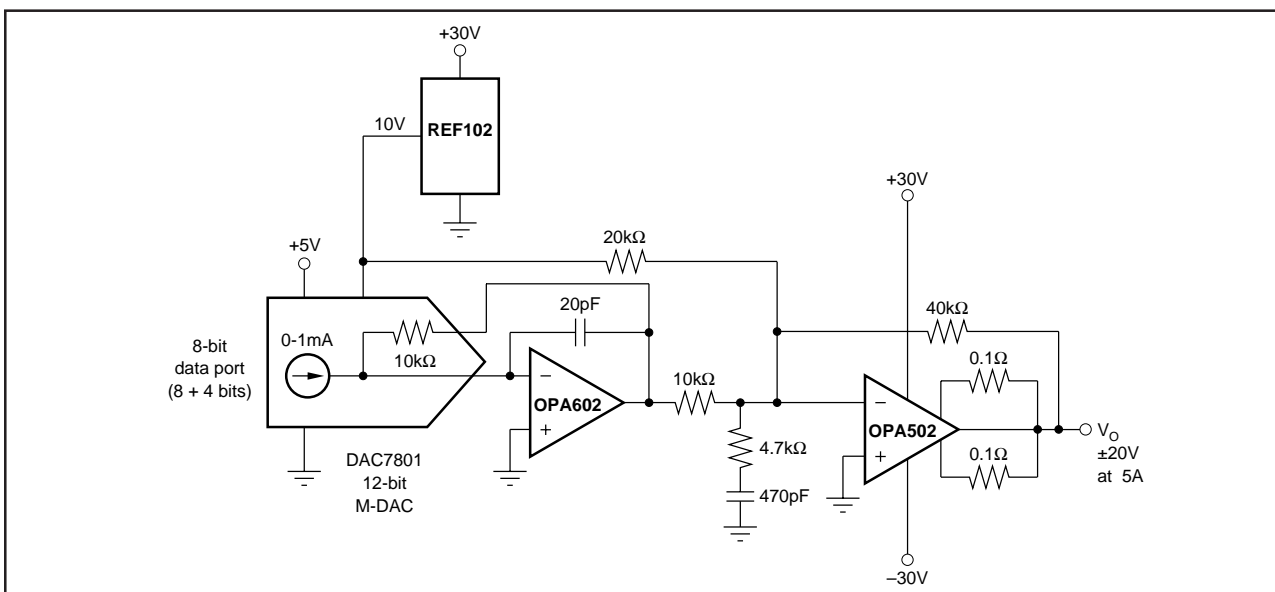 +30V
10V
REF102
+30V
+5V
20kΩ
20pF
40kΩ
8-bit
data port
(8 + 4 bits)
0-1mA
10kΩ
0.1Ω
–
OPA602
+
10kΩ
–
OPA502
+
VO
±20V
at 5A
4.7kΩ
0.1Ω
DAC7801
12-bit
M-DAC
470pF
–30V